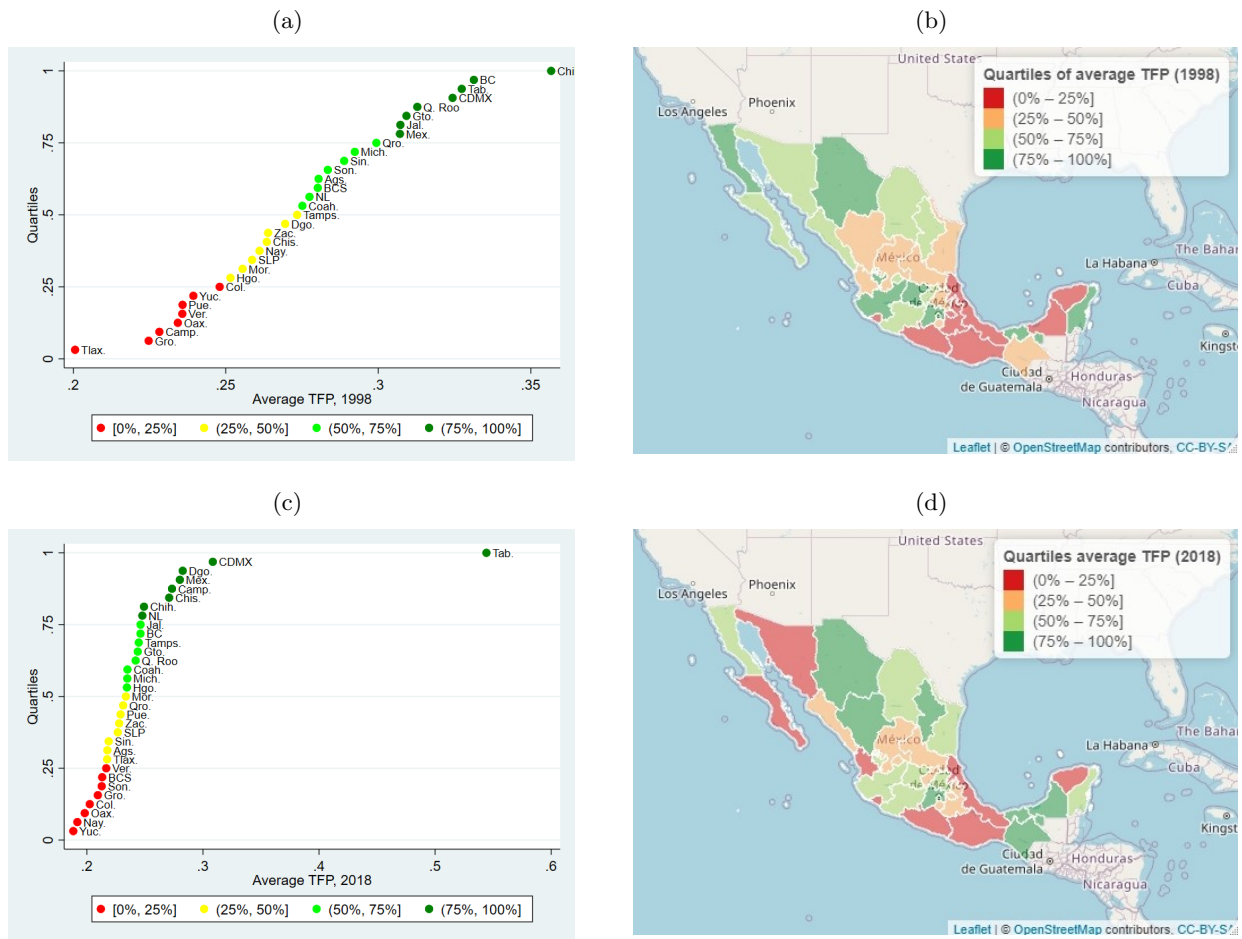 (a)
Quartiles
1
.75
.5
.25
0
Chi
BC
Tab.
CDMX
Q. Roo
Gto.
Jal.
Mex.
Qro.
Mich.
Sin.
Son.
Ags.
BCS
NL
Coah.
Tamps.
Dgo.
Zac.
Chis.
Nay.
SLP
Mor.
Hgo.
Col.
Yuc.
Pue.
Ver.
Oax.
Camp.
Gro.
Tlax.
.2 .25 .3 .35
Average TFP, 1998
[0%, 25%] (25%, 50%] (50%, 75%] (75%, 100%]
(b)
United States
Quartiles of average TFP (1998)
(0% – 25%]
(25% – 50%]
(50% – 75%]
(75% – 100%]
Los Angeles
Phoenix
The Bahar
La Habana
Cuba
México
Ciudad
de México
Kingst
Ciudad
de Guatemala
Honduras
Nicaragua
Leaflet | © OpenStreetMap contributors, CC-BY-SA
(c)
Quartiles
1
.75
.5
.25
0
Tab.
CDMX
Dgo.
Mex.
Camp.
Chis.
Chih.
NL
Jal.
BC
Tamps.
Gto.
Q. Roo
Coah.
Mich.
Hgo.
Mor.
Qro.
Pue.
Zac.
SLP
Sin.
Ags.
Tlax.
Ver.
BCS
Son.
Gro.
Col.
Oax.
Nay.
Yuc.
.2 .3 .4 .5 .6
Average TFP, 2018
[0%, 25%] (25%, 50%] (50%, 75%] (75%, 100%]
(d)
United States
Quartiles average TFP (2018)
(0% – 25%]
(25% – 50%]
(50% – 75%]
(75% – 100%]
Los Angeles
Phoenix
The Bahar
La Habana
Cuba
México
Ciudad
de México
Kingst
Ciudad
de Guatemala
Honduras
Nicaragua
Leaflet | © OpenStreetMap contributors, CC-BY-SA